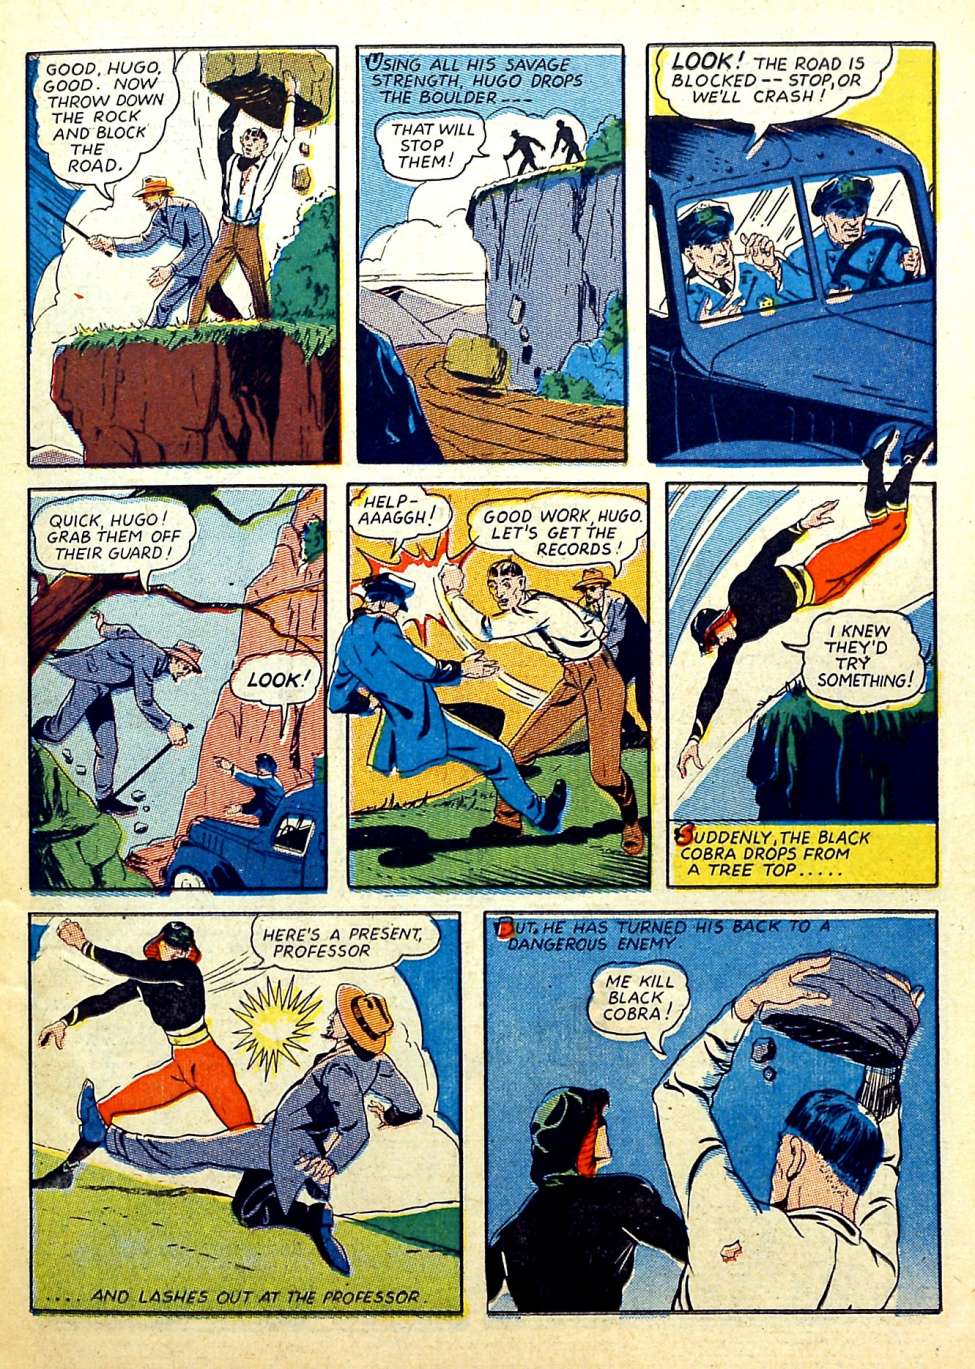 GOOD, HUGO,
GOOD. NOW
THROW DOWN
THE ROCK
AND BLOCK
THE
ROAD.
USING ALL HIS SAVAGE
STRENGTH, HUGO DROPS
THE BOULDER ---
THAT WILL
STOP
THEM!
LOOK! THE ROAD IS
BLOCKED -- STOP, OR
WE'LL CRASH!
QUICK, HUGO!
GRAB THEM OFF
THEIR GUARD!
LOOK!
HELP-
AAAGGH!
GOOD WORK, HUGO.
LET'S GET THE
RECORDS!
I KNEW
THEY'D
TRY
SOMETHING!
SUDDENLY, THE BLACK
COBRA DROPS FROM
A TREE TOP.....
HERE'S A PRESENT,
PROFESSOR
.... AND LASHES OUT AT THE PROFESSOR.
BUT, HE HAS TURNED HIS BACK TO A
DANGEROUS ENEMY
ME KILL
BLACK
COBRA!